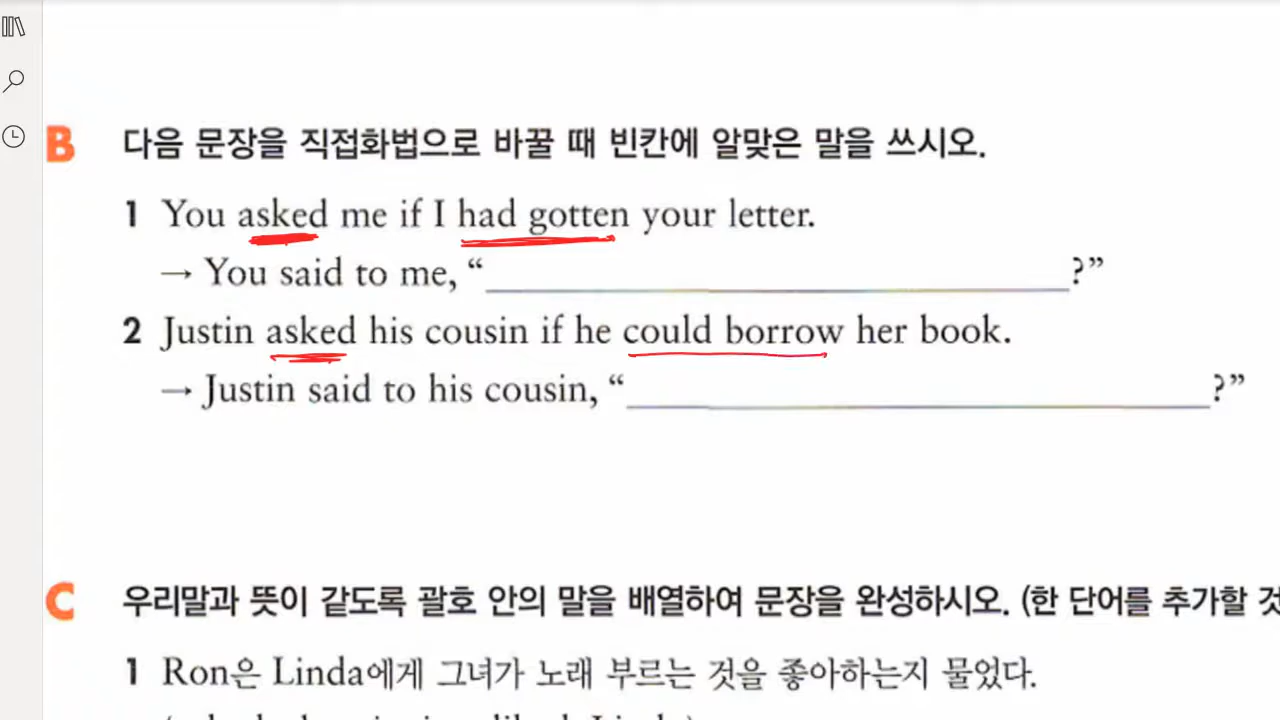 B 다음 문장을 직접화법으로 바꿀 때 빈칸에 알맞은 말을 쓰시오.
1 You asked me if I had gotten your letter.
→ You said to me, “ ?”
2 Justin asked his cousin if he could borrow her book.
→ Justin said to his cousin, “ ?”
C 우리말과 뜻이 같도록 괄호 안의 말을 배열하여 문장을 완성하시오. (한 단어를 추가할 것
1 Ron은 Linda에게 그녀가 노래 부르는 것을 좋아하는지 물었다.